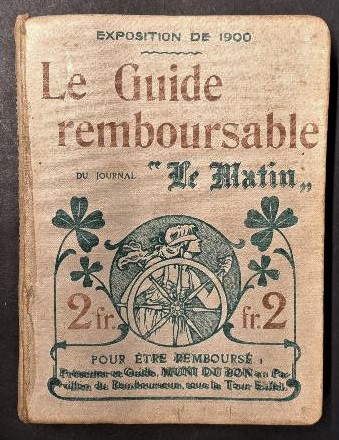 EXPOSITION DE 1900
Le Guide
remboursable
DU JOURNAL "Le Matin„
2 fr. fr. 2
POUR ÊTRE REMBOURSÉ :
Présenter ce Guide, MUNI DU BON au Pa-
villon du Rembourseur, sous la Tour Eiffel.